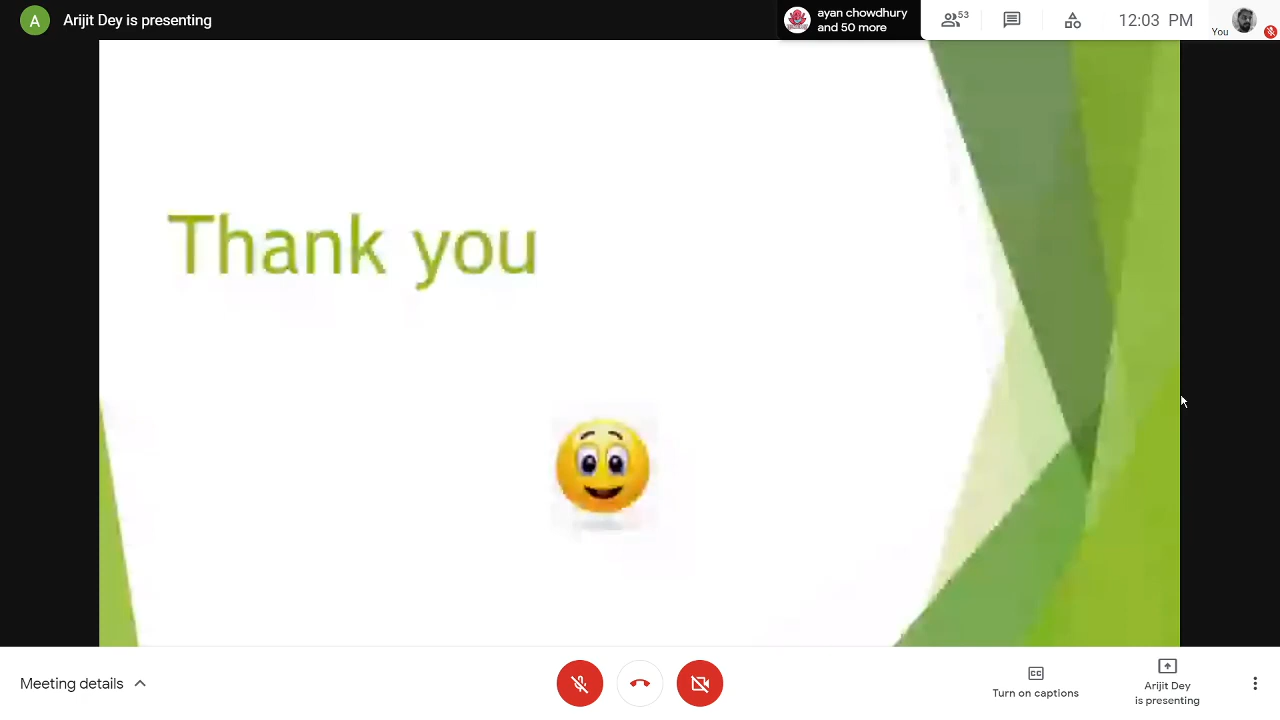 A
Arijit Dey is presenting
ayan chowdhury
and 50 more
53
12:03 PM
You
Thank you
Meeting details
CC
Turn on captions
Arijit Dey
is presenting